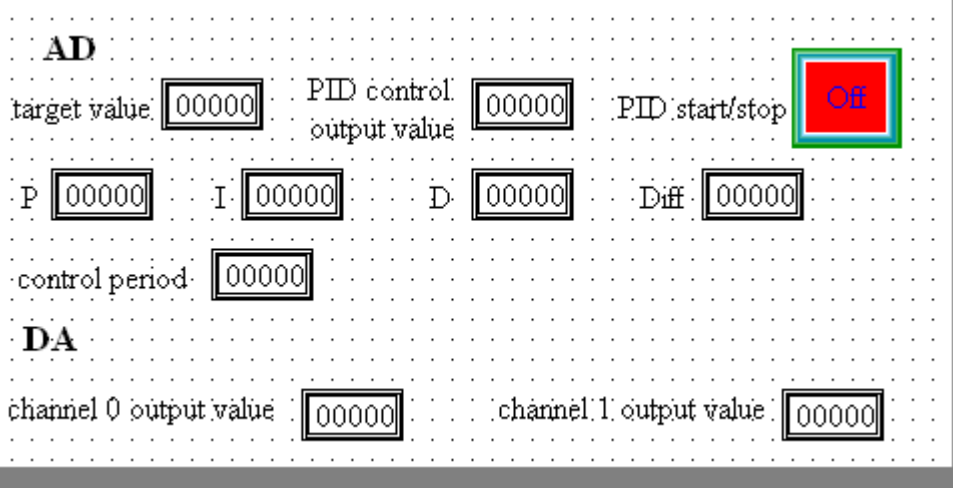 AD
target value 00000 PID control output value 00000 PID start/stop Off
P 00000 I 00000 D 00000 Diff 00000
control period 00000
DA
channel 0 output value 00000 channel 1 output value 00000